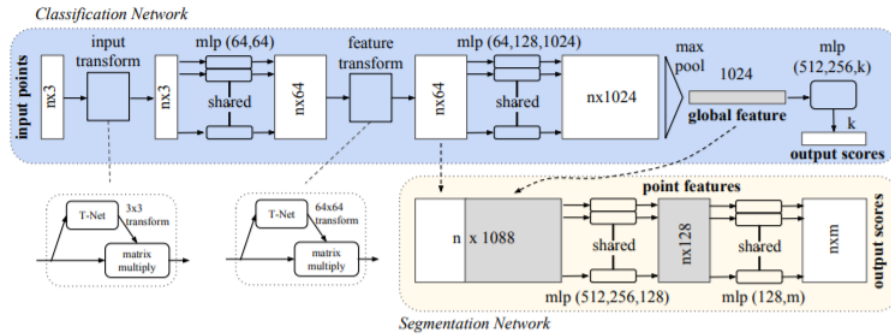 Classification Network
input
transform
mlp (64,64)
feature
transform
mlp (64,128,1024)
max
pool
1024
mlp
(512,256,k)
input points
nx3
nx3
shared
nx64
nx64
shared
nx1024
global feature
k
output scores
T-Net
3x3
transform
matrix
multiply
T-Net
64x64
transform
matrix
multiply
point features
n x 1088
shared
nx128
shared
nxm
output scores
mlp (512,256,128)
mlp (128,m)
Segmentation Network